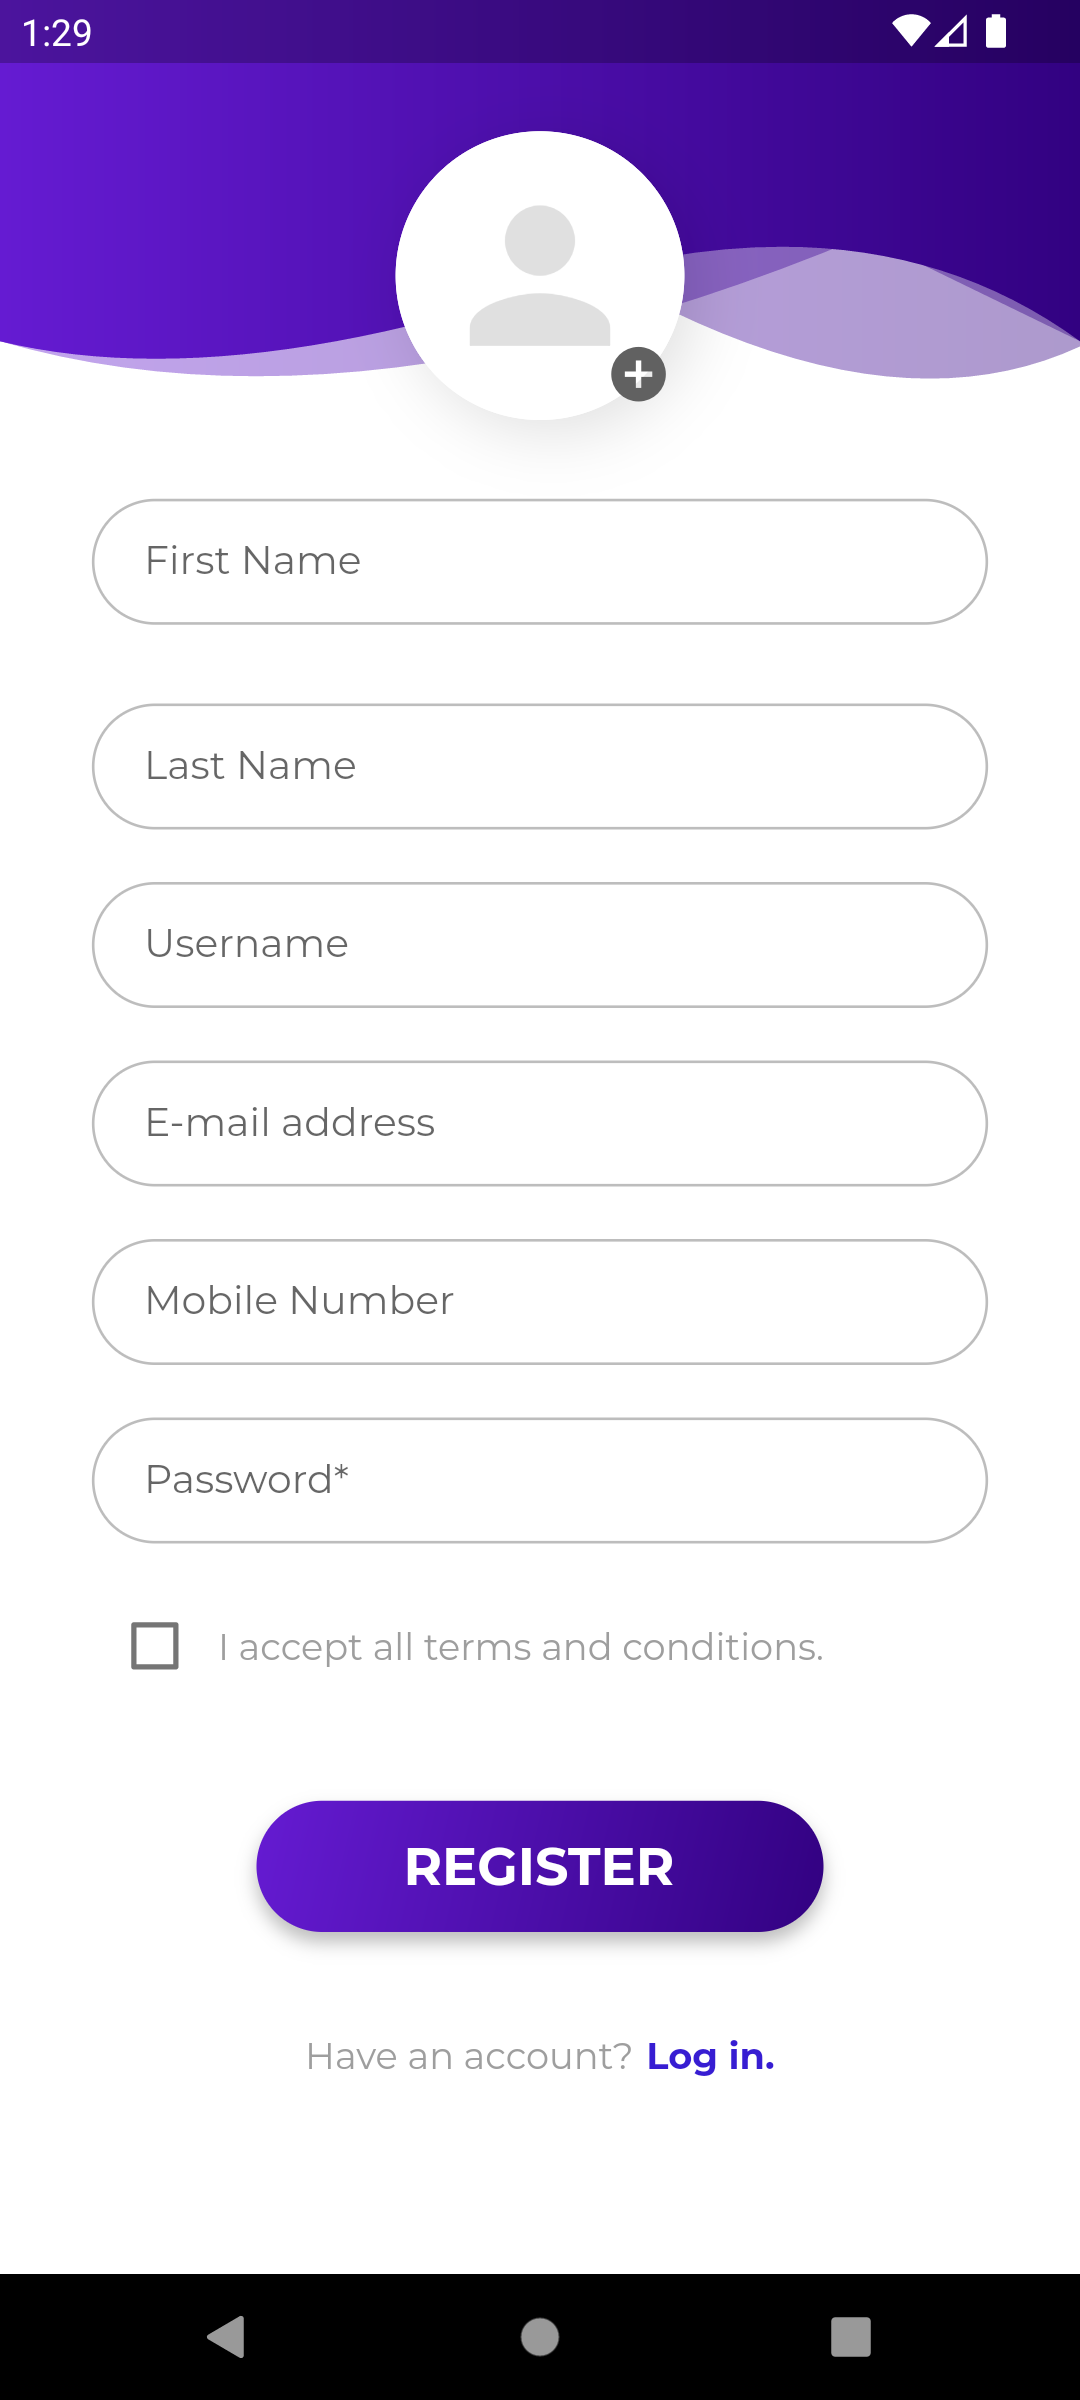 1:29
First Name
Last Name
Username
E-mail address
Mobile Number
Password*
I accept all terms and conditions.
REGISTER
Have an account? Log in.